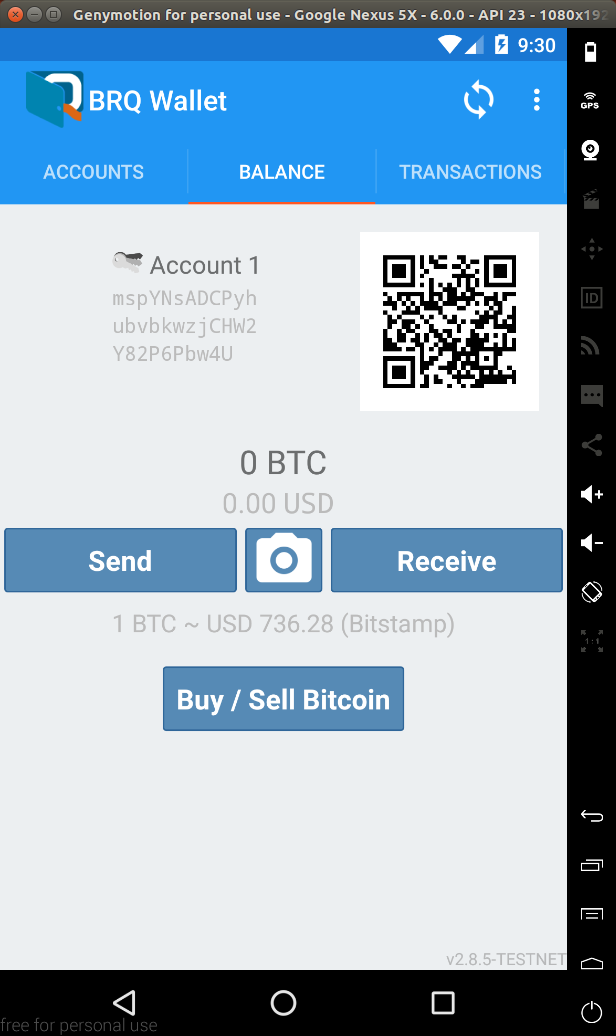 Genymotion for personal use - Google Nexus 5X - 6.0.0 - API 23 - 1080x192
9:30
BRQ Wallet
GPS
ACCOUNTS BALANCE TRANSACTIONS
Account 1
mspYNsADCPyh
ubvbkwzjCHW2
Y82P6Pbw4U
ID
0 BTC
0.00 USD
Send Receive
1 BTC ~ USD 736.28 (Bitstamp)
1:1
Buy / Sell Bitcoin
v2.8.5-TESTNET
free for personal use